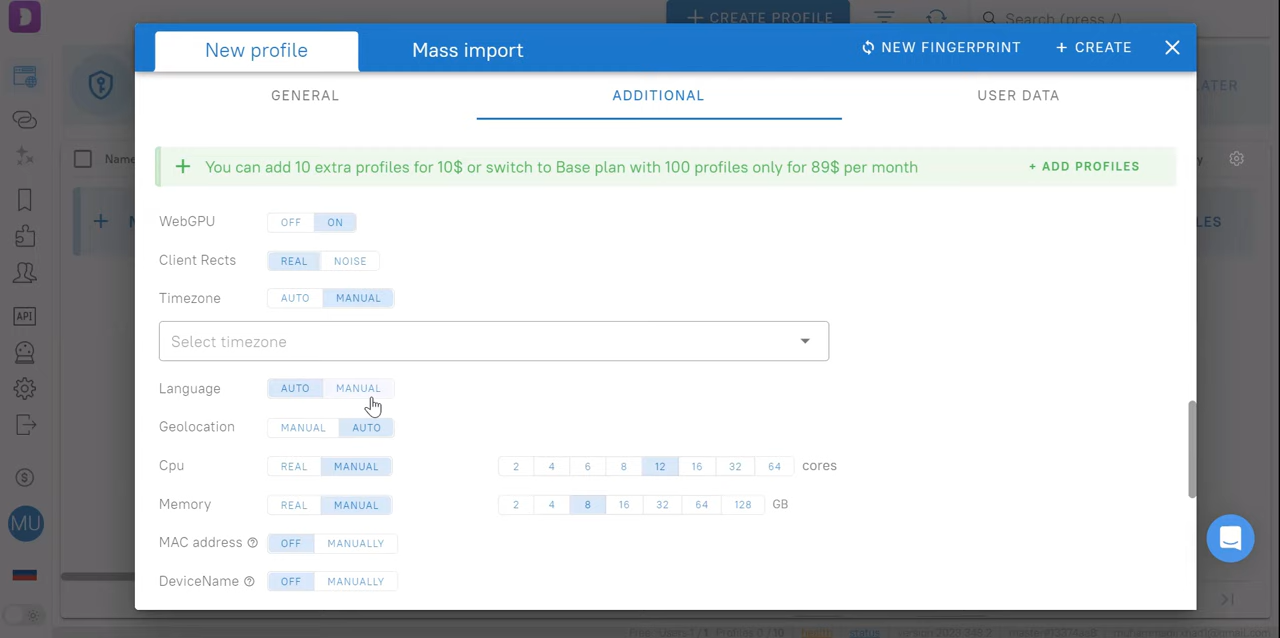 + CREATE PROFILE
Search (press /)
New profile
Mass import
NEW FINGERPRINT
+ CREATE
GENERAL
ADDITIONAL
USER DATA
Name
+ You can add 10 extra profiles for 10$ or switch to Base plan with 100 profiles only for 89$ per month
+ ADD PROFILES
WebGPU OFF ON
Client Rects REAL NOISE
Timezone AUTO MANUAL
Select timezone
Language AUTO MANUAL
Geolocation MANUAL AUTO
Cpu REAL MANUAL 2 4 6 8 12 16 32 64 cores
Memory REAL MANUAL 2 4 8 16 32 64 128 GB
MAC address OFF MANUALLY
DeviceName OFF MANUALLY
API
MU